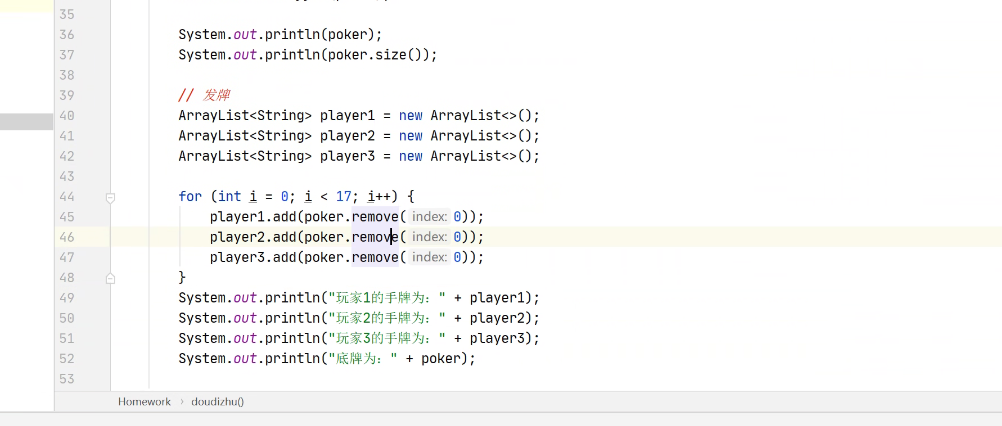 35
36 System.out.println(poker);
37 System.out.println(poker.size());
38
39 // 发牌
40 ArrayList<String> player1 = new ArrayList<>();
41 ArrayList<String> player2 = new ArrayList<>();
42 ArrayList<String> player3 = new ArrayList<>();
43
44 for (int i = 0; i < 17; i++) {
45 player1.add(poker.remove( index: 0));
46 player2.add(poker.remove( index: 0));
47 player3.add(poker.remove( index: 0));
48 }
49 System.out.println("玩家1的手牌为：" + player1);
50 System.out.println("玩家2的手牌为：" + player2);
51 System.out.println("玩家3的手牌为：" + player3);
52 System.out.println("底牌为：" + poker);
53
Homework › doudizhu()